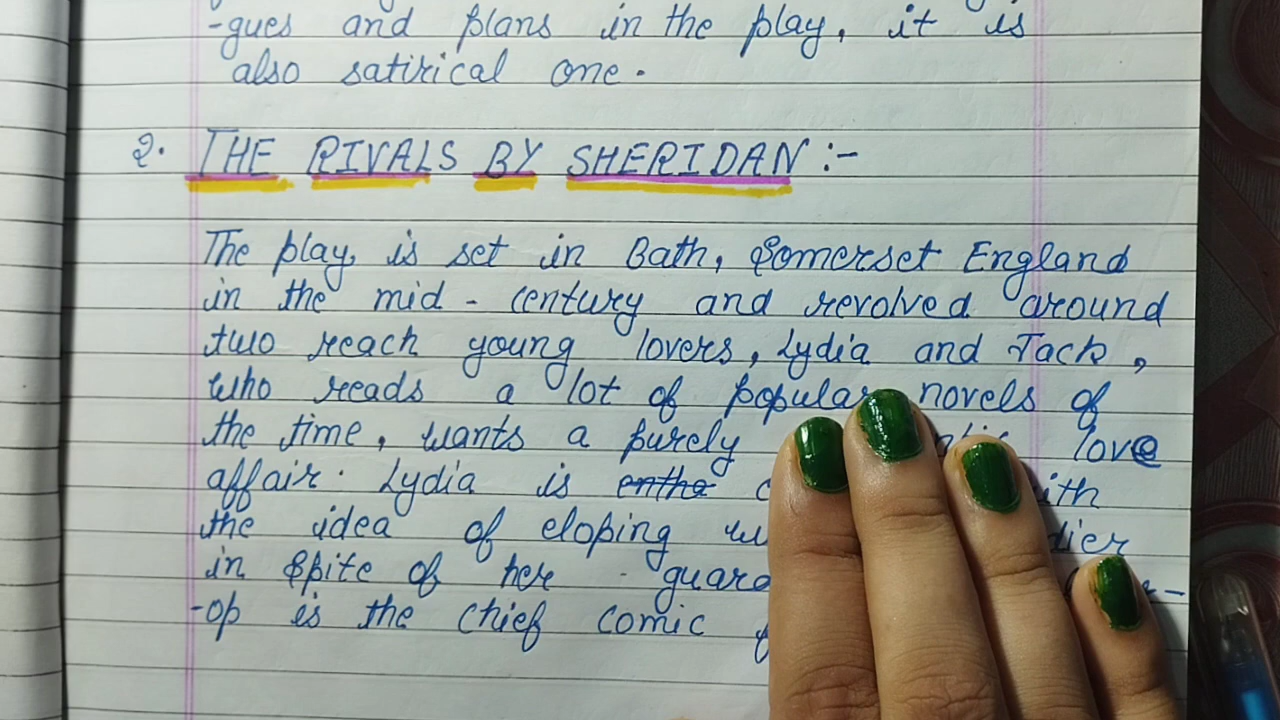 -gues and plans in the play, it is
also satirical one.
2. THE RIVALS BY SHERIDAN :-
The play, is set in Bath, Somerset England
in the mid - century and revolved around
two reach young lovers, Lydia and Jack,
who reads a lot of popular novels of
the time, wants a purely love
affair. Lydia is entha
the idea of eloping
in spite of here
-op is the chief comic